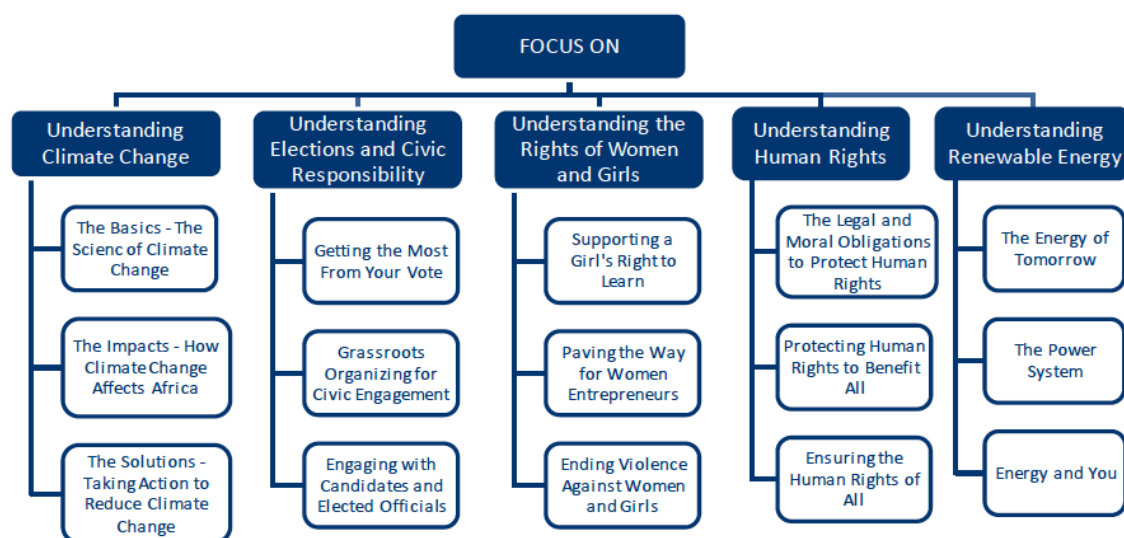 FOCUS ON
Understanding
Climate Change
The Basics - The
Scienc of Climate
Change
The Impacts - How
Climate Change
Affects Africa
The Solutions -
Taking Action to
Reduce Climate
Change
Understanding
Elections and Civic
Responsibility
Getting the Most
From Your Vote
Grassroots
Organizing for
Civic Engagement
Engaging with
Candidates and
Elected Officials
Understanding the
Rights of Women
and Girls
Supporting a
Girl's Right to
Learn
Paving the Way
for Women
Entrepreneurs
Ending Violence
Against Women
and Girls
Understanding
Human Rights
The Legal and
Moral Obligations
to Protect Human
Rights
Protecting Human
Rights to Benefit
All
Ensuring the
Human Rights of
All
Understanding
Renewable Energy
The Energy of
Tomorrow
The Power
System
Energy and You